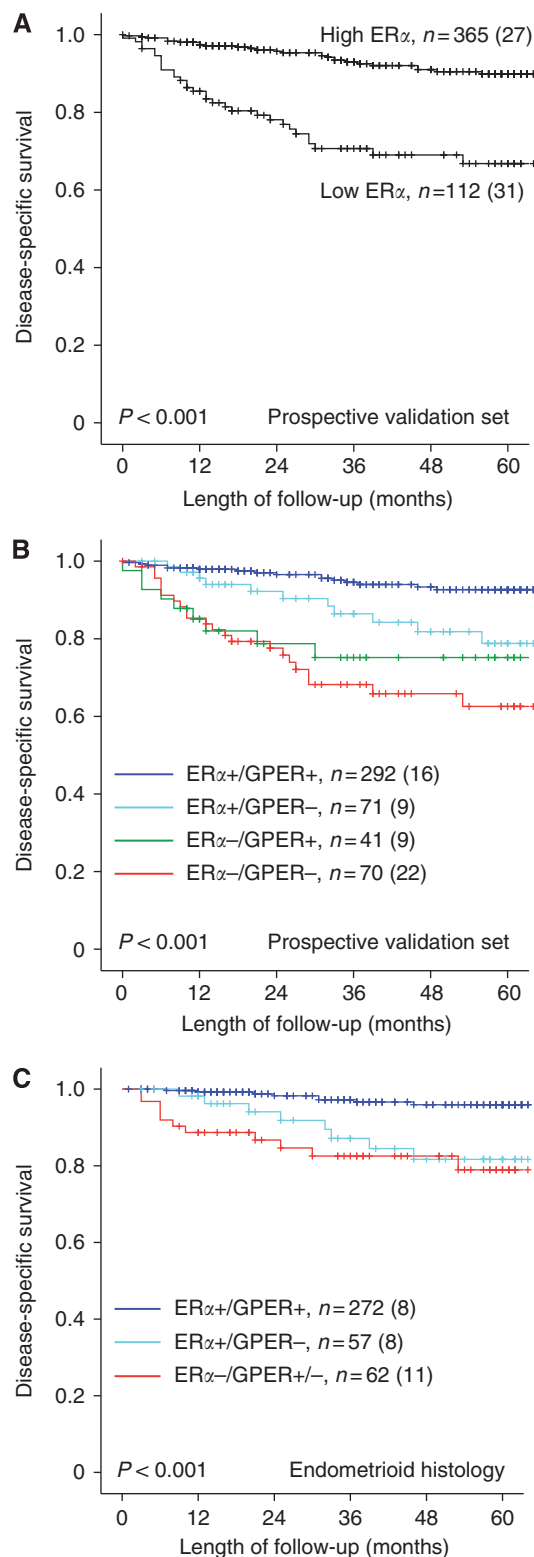 A
1.0
0.8
0.6
0.4
0.2
0
Disease-specific survival
High ERα, n=365 (27)
Low ERα, n=112 (31)
P < 0.001
Prospective validation set
0 12 24 36 48 60
Length of follow-up (months)
B
1.0
0.8
0.6
0.4
0.2
0
Disease-specific survival
ERα+/GPER+, n=292 (16)
ERα+/GPER–, n=71 (9)
ERα–/GPER+, n=41 (9)
ERα–/GPER–, n=70 (22)
P < 0.001
Prospective validation set
0 12 24 36 48 60
Length of follow-up (months)
C
1.0
0.8
0.6
0.4
0.2
0
Disease-specific survival
ERα+/GPER+, n=272 (8)
ERα+/GPER–, n=57 (8)
ERα–/GPER+/–, n=62 (11)
P < 0.001
Endometrioid histology
0 12 24 36 48 60
Length of follow-up (months)